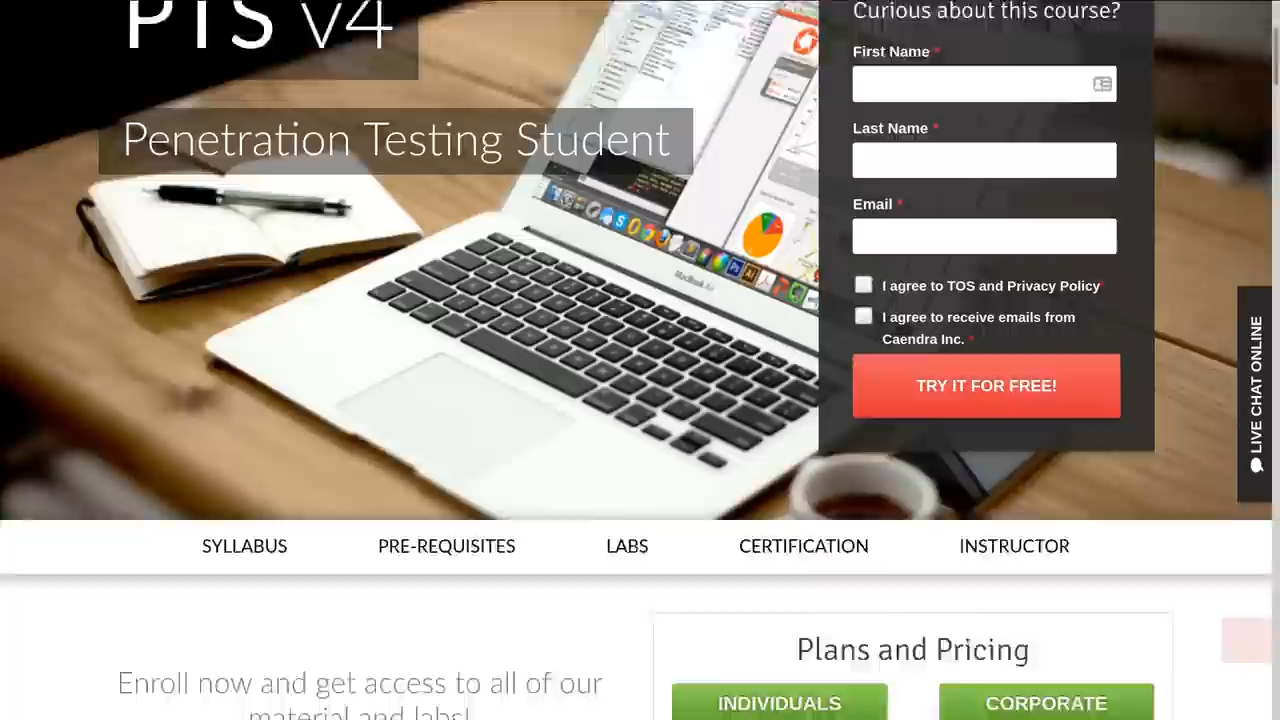 PTS v4
Penetration Testing Student
Curious about this course?
First Name *
Last Name *
Email *
I agree to TOS and Privacy Policy*
I agree to receive emails from
Caendra Inc. *
TRY IT FOR FREE!
LIVE CHAT ONLINE
MacBook Air
SYLLABUS
PRE-REQUISITES
LABS
CERTIFICATION
INSTRUCTOR
Enroll now and get access to all of our
material and labs!
Plans and Pricing
INDIVIDUALS
CORPORATE